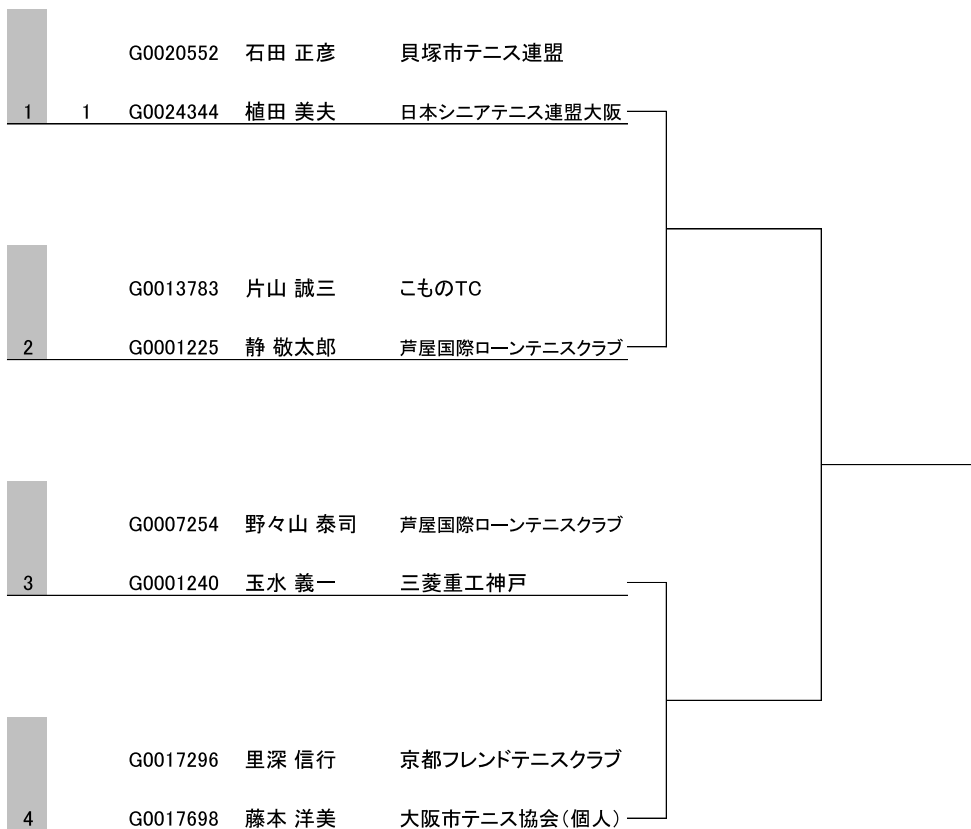 G0020552 石田 正彦 貝塚市テニス連盟
1 1 G0024344 植田 美夫 日本シニアテニス連盟大阪
G0013783 片山 誠三 こものTC
2 G0001225 静 敬太郎 芦屋国際ローンテニスクラブ
G0007254 野々山 泰司 芦屋国際ローンテニスクラブ
3 G0001240 玉水 義一 三菱重工神戸
G0017296 里深 信行 京都フレンドテニスクラブ
4 G0017698 藤本 洋美 大阪市テニス協会(個人)